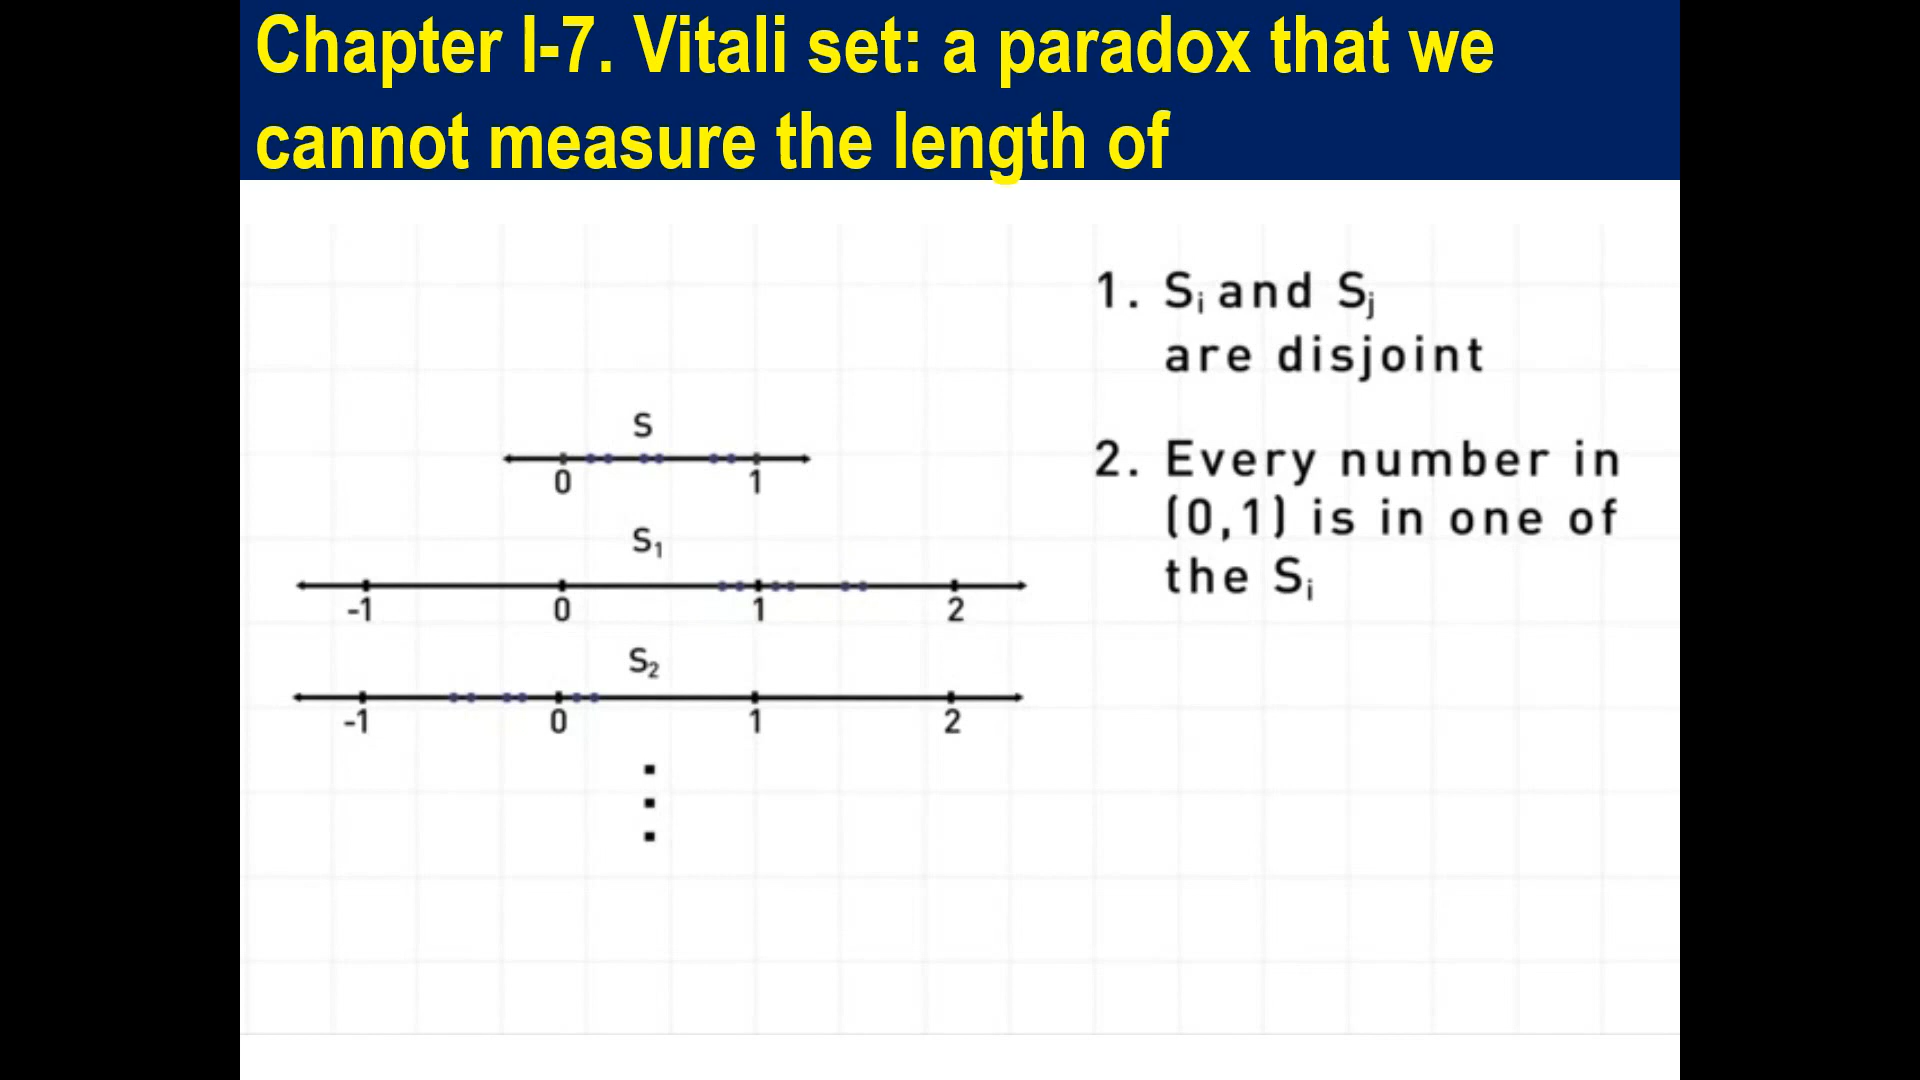 Chapter I-7. Vitali set: a paradox that we
cannot measure the length of
1. Sᵢ and Sⱼ
are disjoint
2. Every number in
(0,1) is in one of
the Sᵢ
S
0 1
S₁
-1 0 1 2
S₂
-1 0 1 2